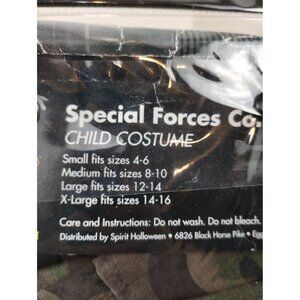 Special Forces Co.
CHILD COSTUME
Small fits sizes 4-6
Medium fits sizes 8-10
Large fits sizes 12-14
X-Large fits sizes 14-16
Care and Instructions: Do not wash. Do not bleach.
Distributed by Spirit Halloween • 6826 Black Horse Pike • Egg